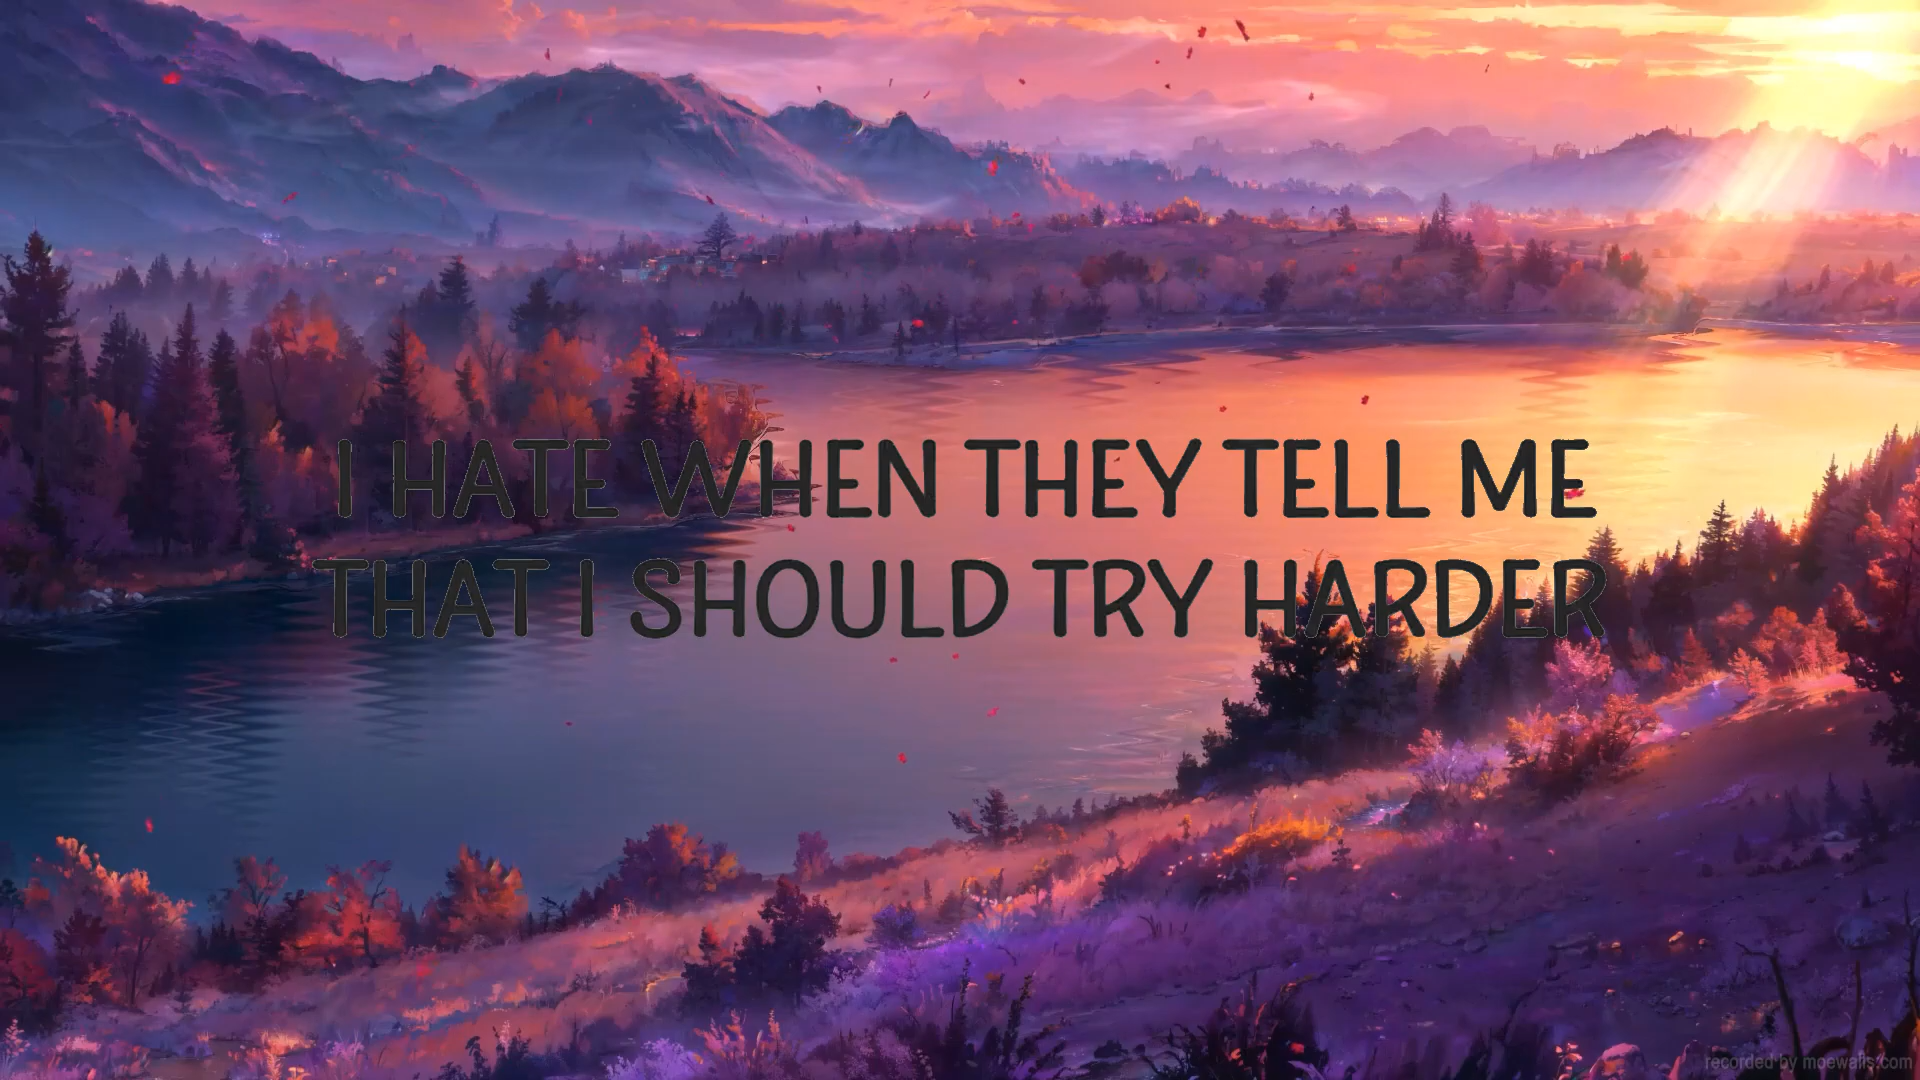 I HATE WHEN THEY TELL ME
THAT I SHOULD TRY HARDER
recorded by moewalls.com